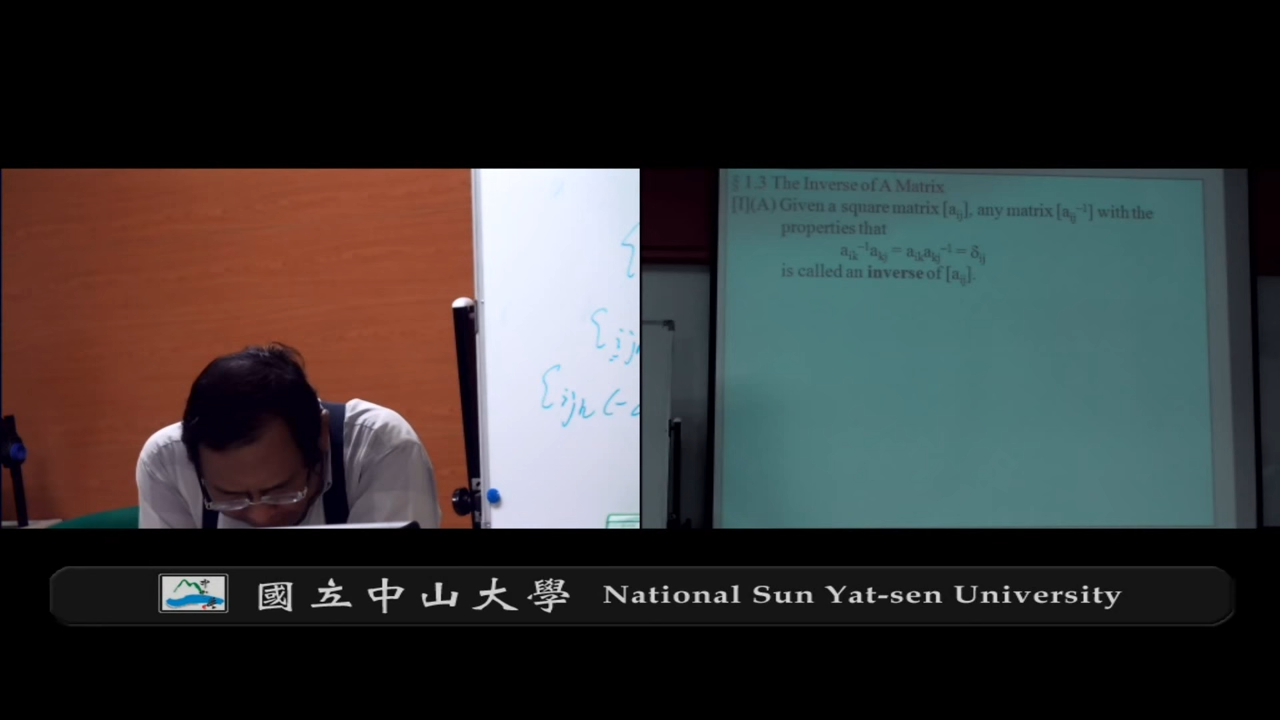 § 1.3 The Inverse of A Matrix
[I](A) Given a square matrix [aᵢⱼ], any matrix [aᵢⱼ⁻¹] with the
properties that
aᵢₖ⁻¹aₖⱼ = aᵢₖaₖⱼ⁻¹ = δᵢⱼ
is called an inverse of [aᵢⱼ].
ε
εᵢⱼ
εᵢⱼₖ(-a
國立中山大學 National Sun Yat-sen University